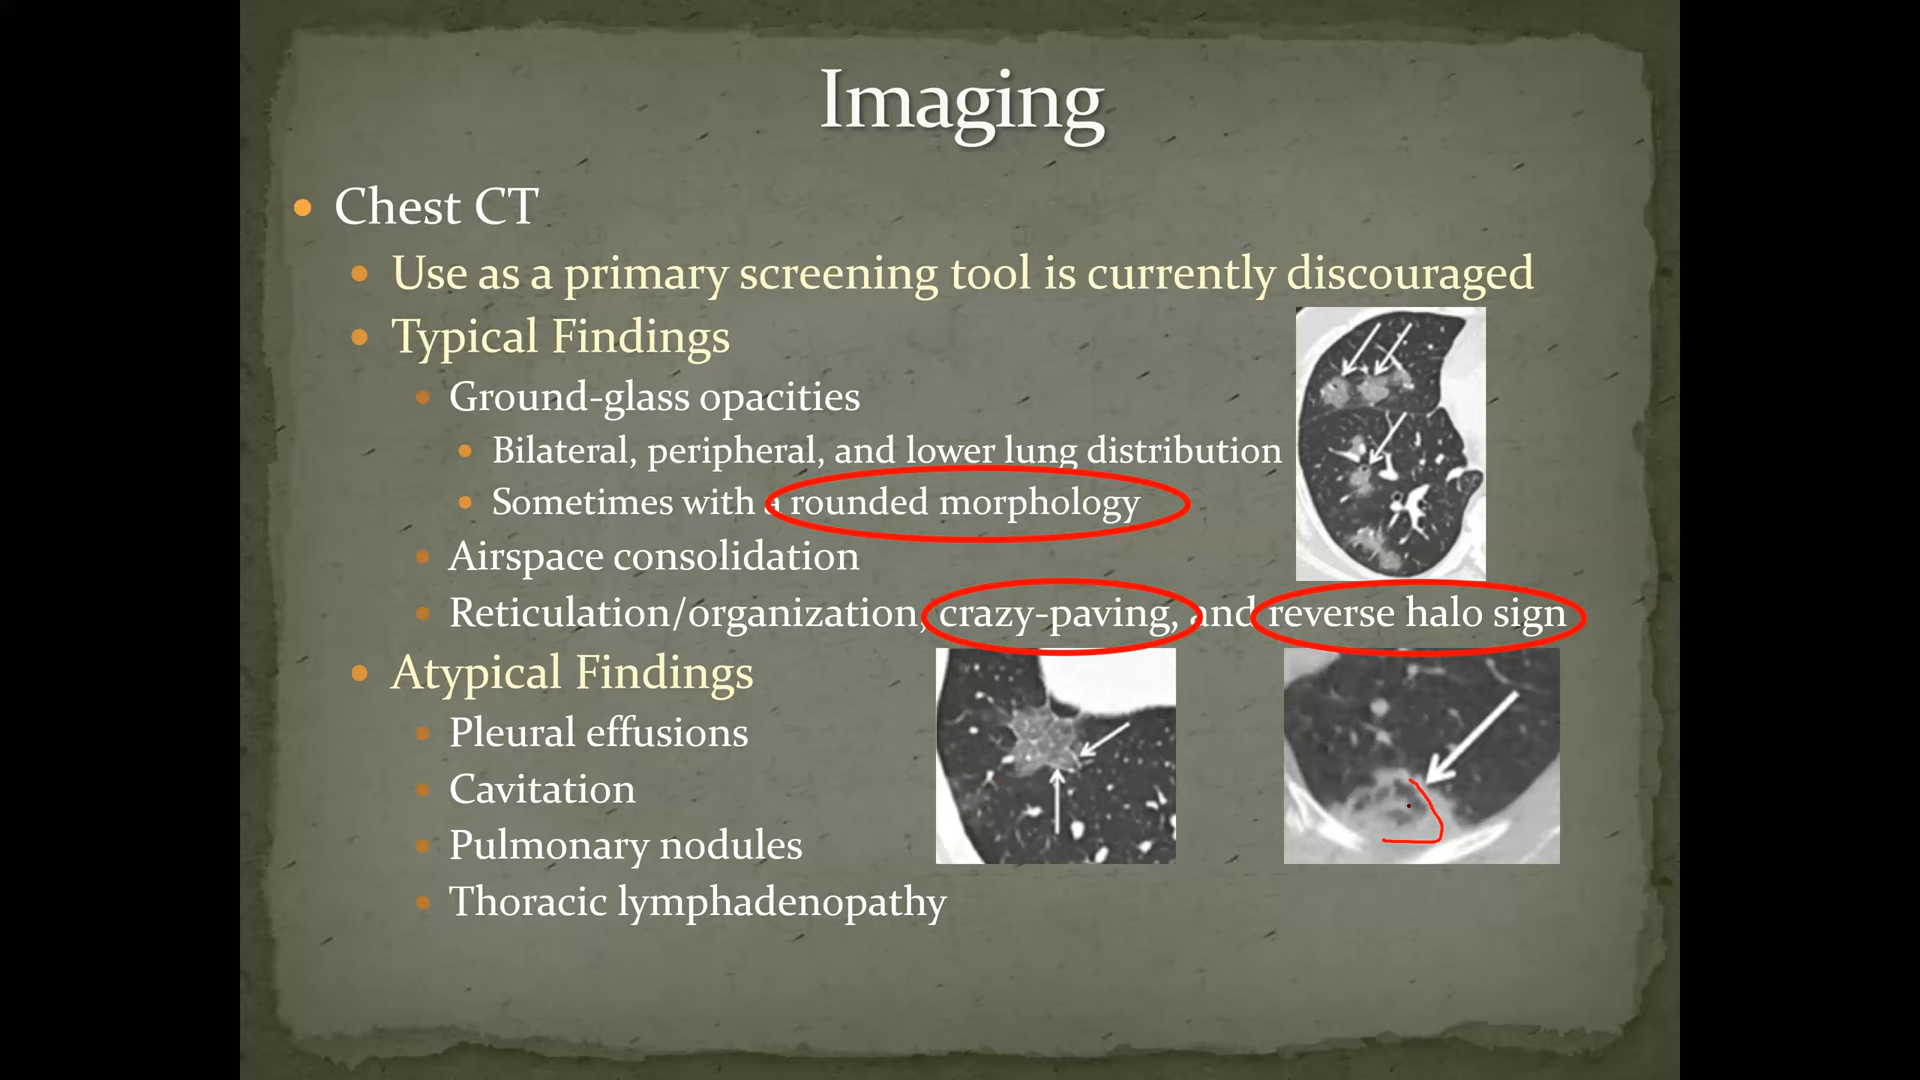 Imaging
Chest CT
Use as a primary screening tool is currently discouraged
Typical Findings
Ground-glass opacities
Bilateral, peripheral, and lower lung distribution
Sometimes with a rounded morphology
Airspace consolidation
Reticulation/organization, crazy-paving, and reverse halo sign
Atypical Findings
Pleural effusions
Cavitation
Pulmonary nodules
Thoracic lymphadenopathy